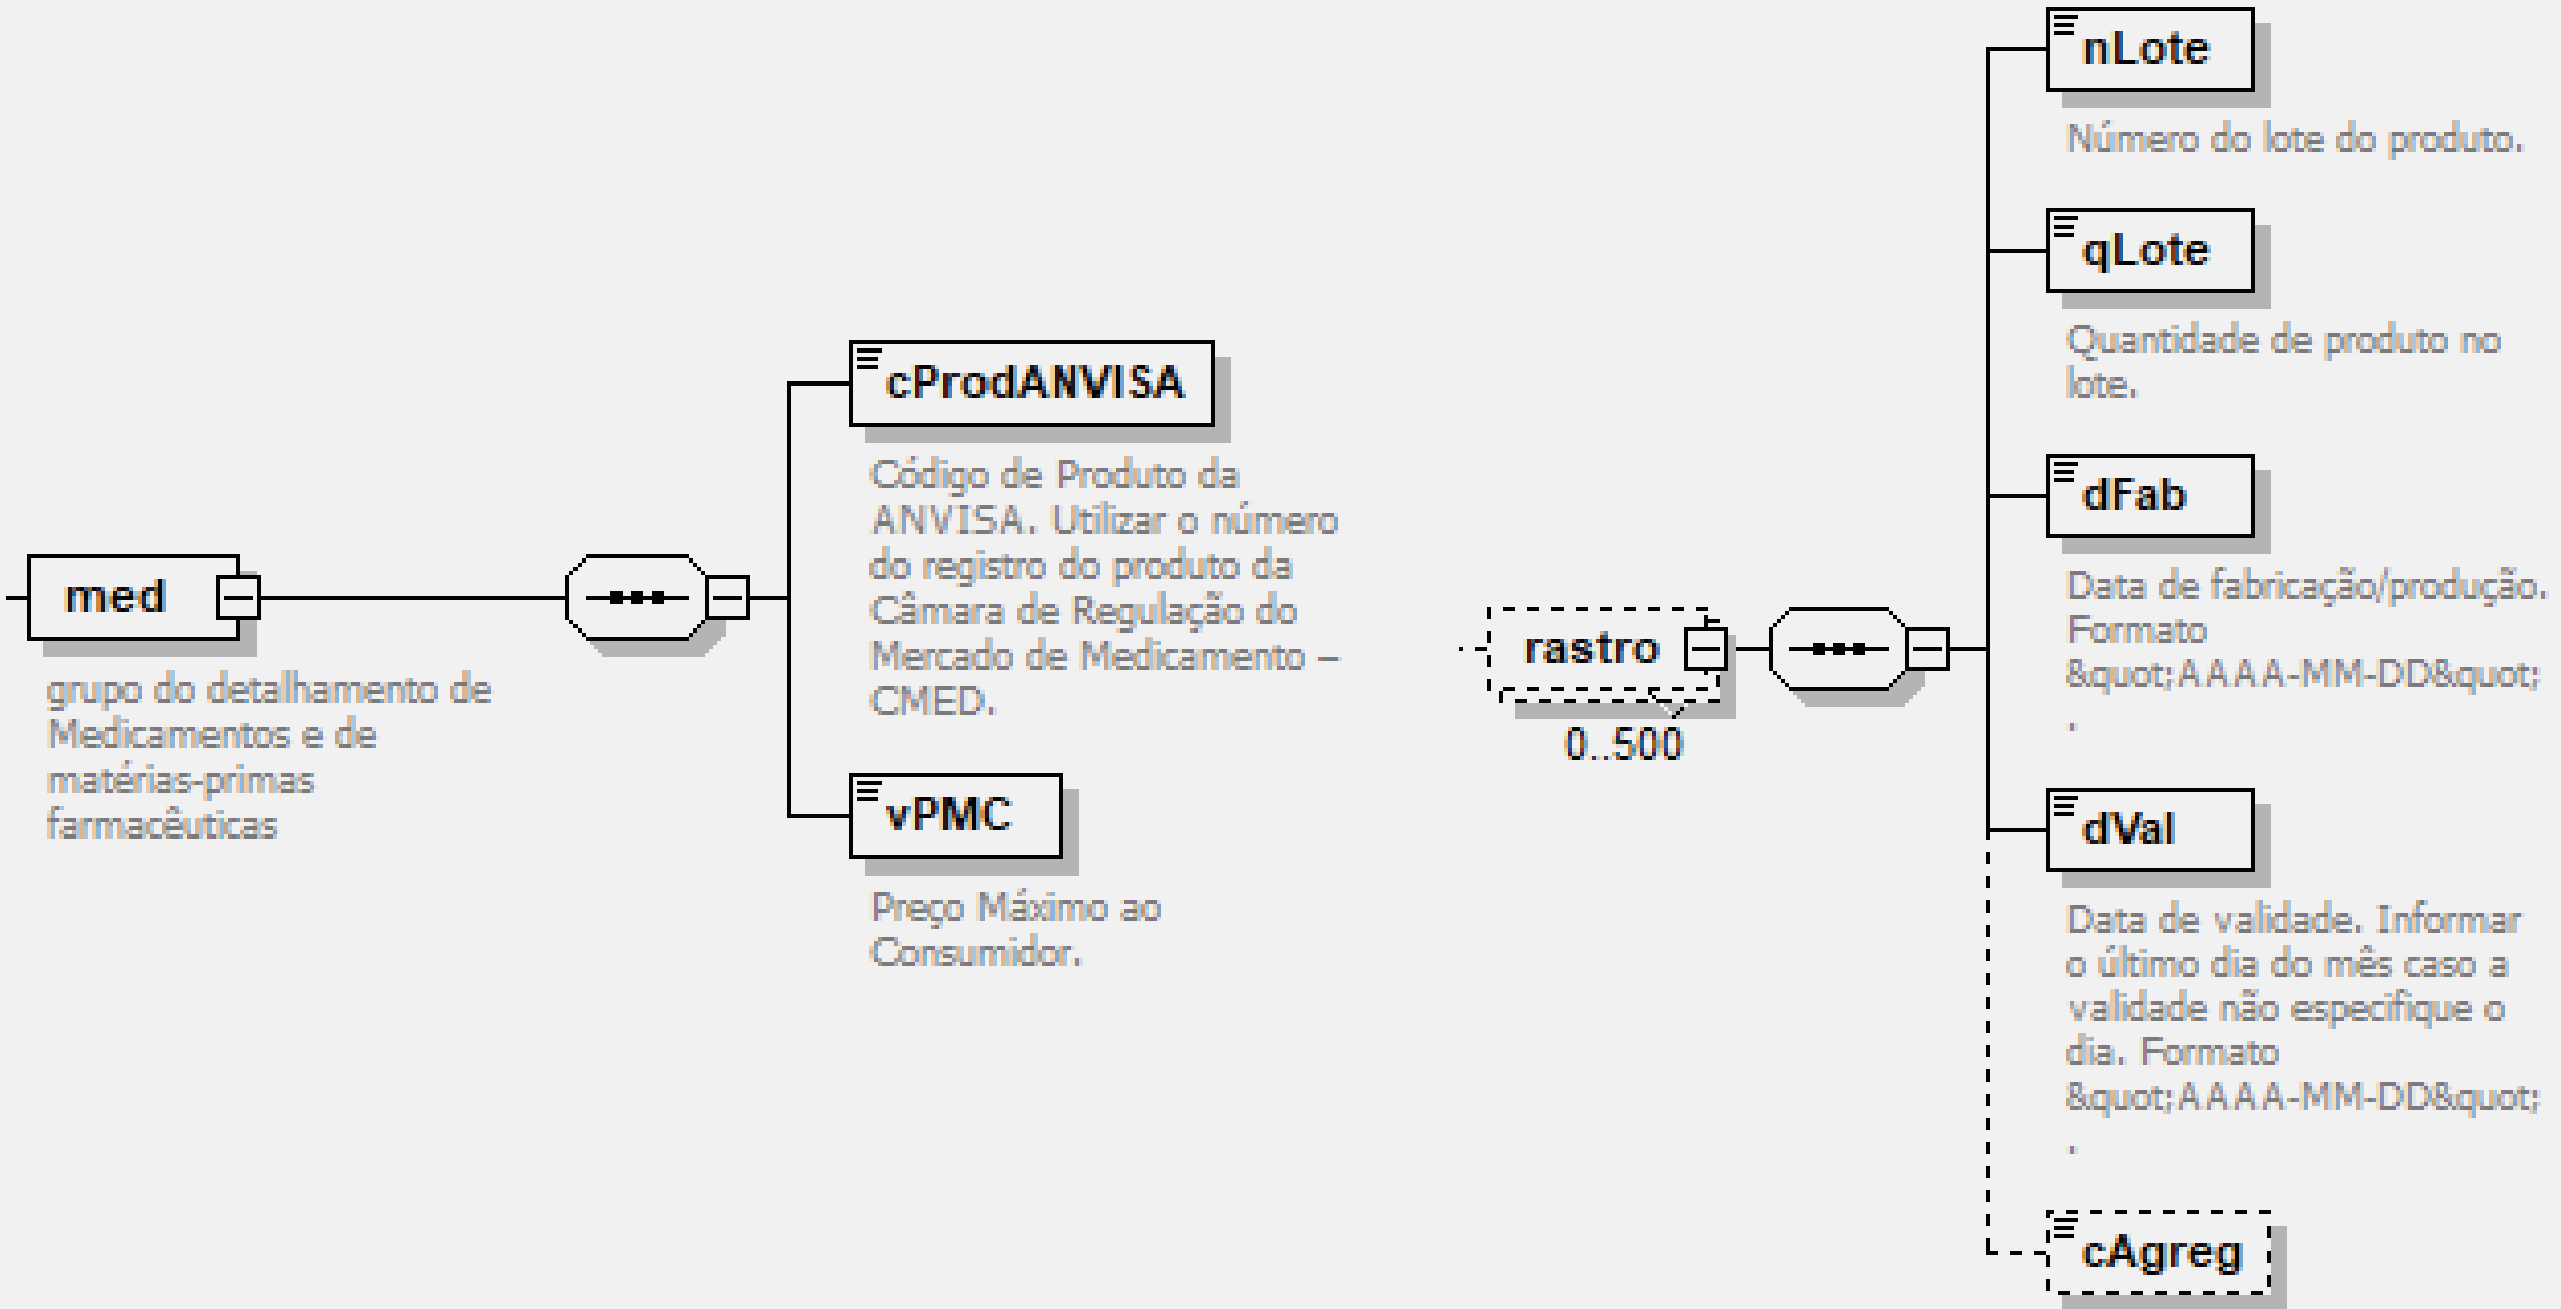 med
grupo do detalhamento de
Medicamentos e de
matérias-primas
farmacêuticas
cProdANVISA
Código de Produto da
ANVISA. Utilizar o número
do registro do produto da
Câmara de Regulação do
Mercado de Medicamento –
CMED.
vPMC
Preço Máximo ao
Consumidor.
rastro
0..500
nLote
Número do lote do produto.
qLote
Quantidade de produto no
lote.
dFab
Data de fabricação/produção.
Formato
&quot;AAAA-MM-DD&quot;
.
dVal
Data de validade. Informar
o último dia do mês caso a
validade não especifique o
dia. Formato
&quot;AAAA-MM-DD&quot;
.
cAgreg